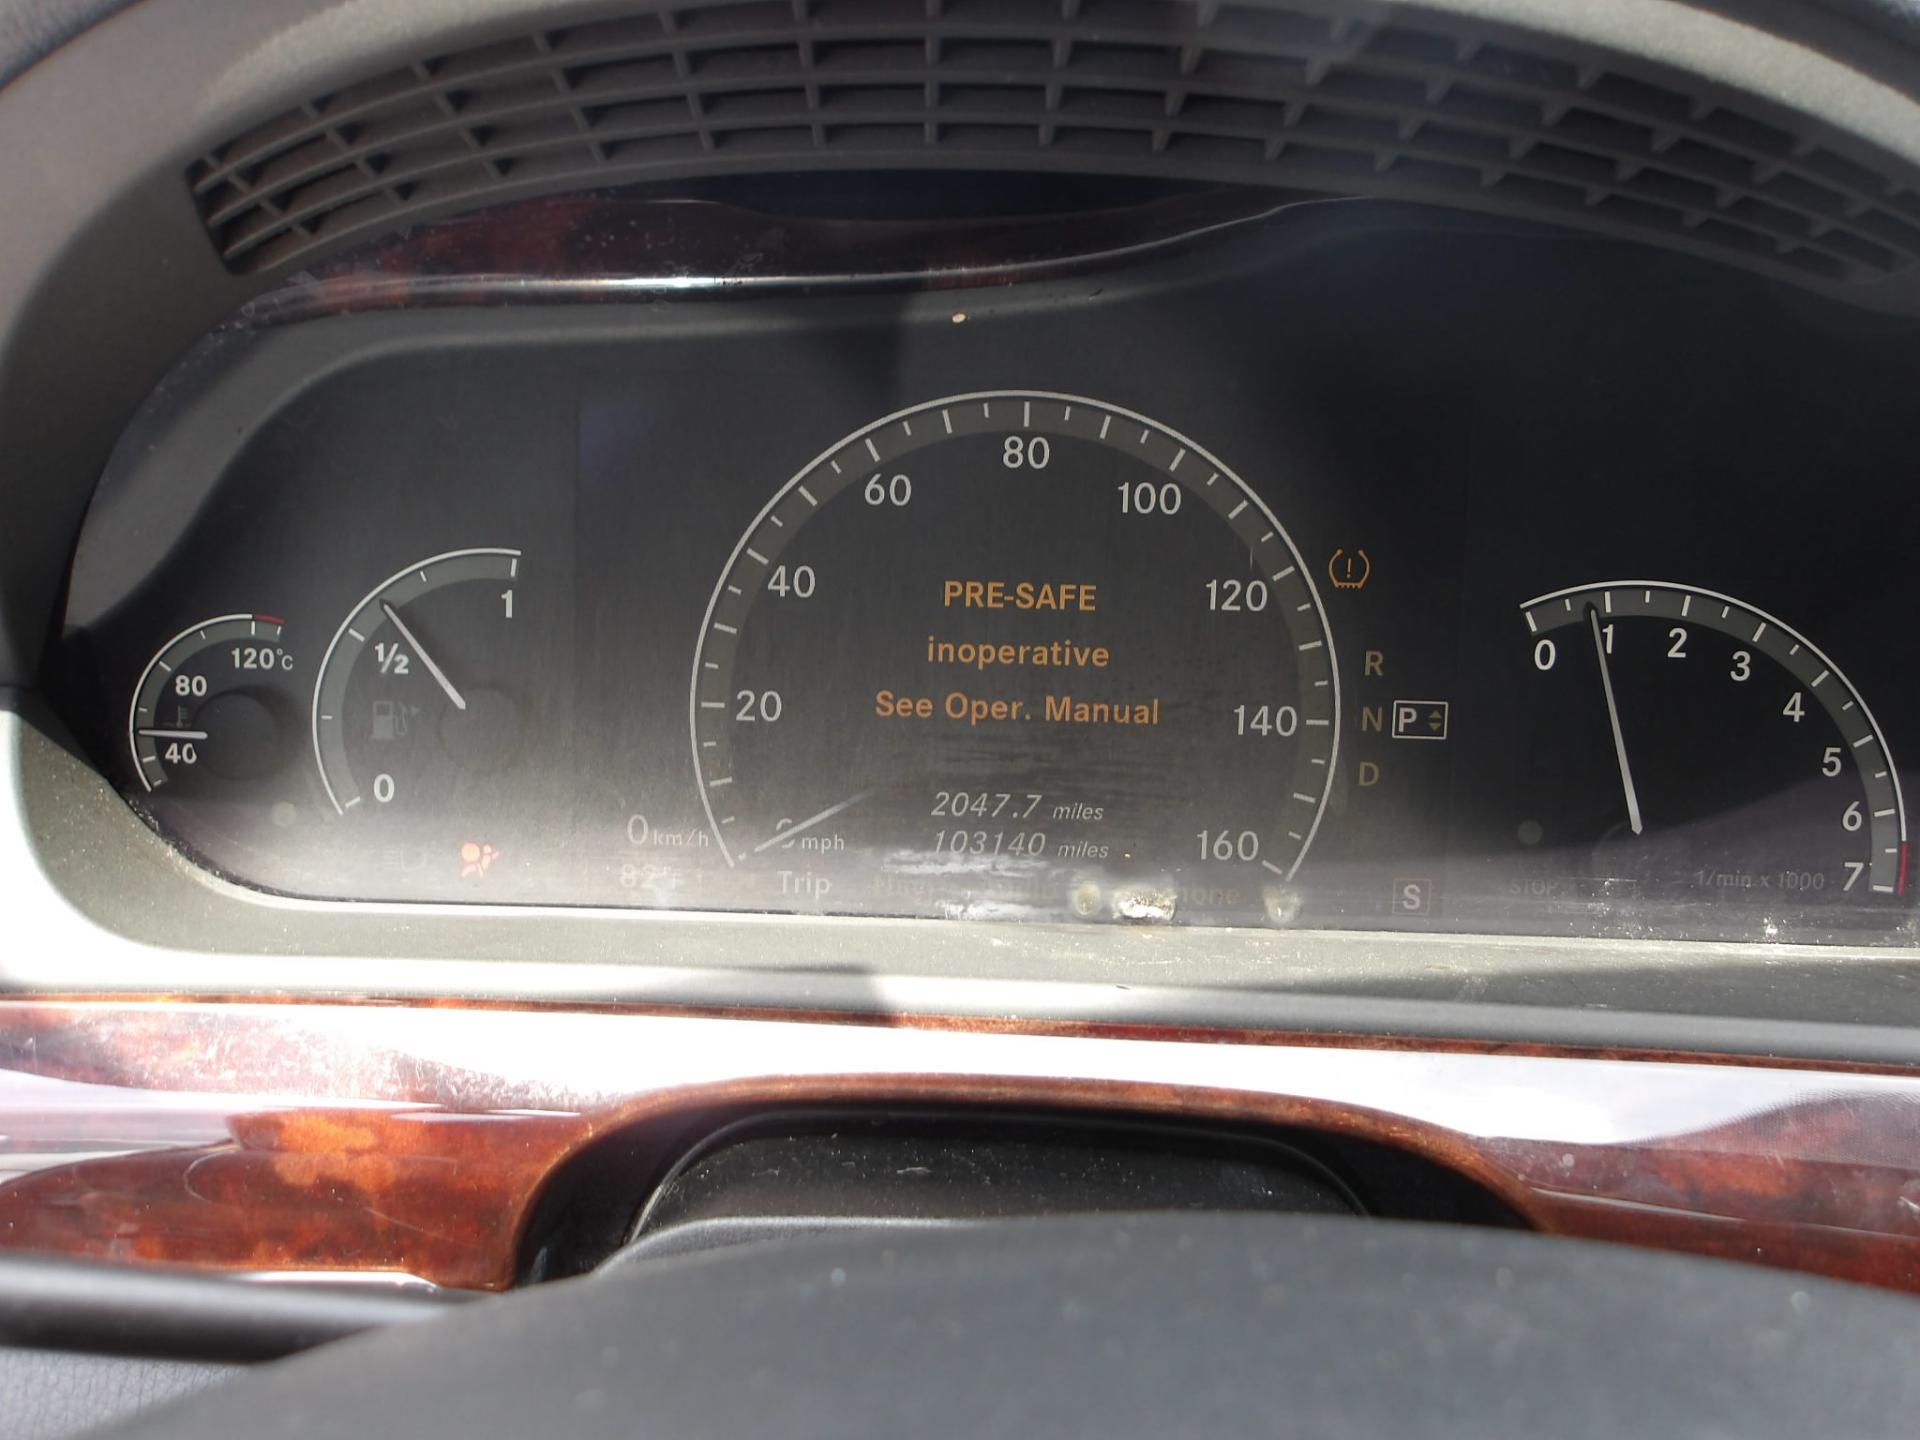 120°C
80
40
1
1/2
0
80
60
100
40
120
20
140
160
PRE-SAFE
inoperative
See Oper. Manual
2047.7 miles
103140 miles
0 km/h
mph
Trip
R
N P
D
S
0
1
2
3
4
5
6
7
1/min x 1000
STOP